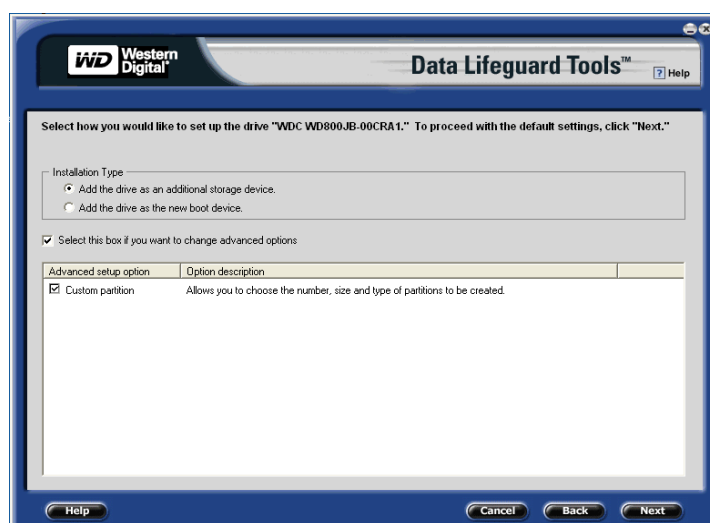 WD Western Digital
Data Lifeguard Tools™
? Help
Select how you would like to set up the drive "WDC WD800JB-00CRA1." To proceed with the default settings, click "Next."
Installation Type
Add the drive as an additional storage device.
Add the drive as the new boot device.
Select this box if you want to change advanced options
Advanced setup option Option description
Custom partition Allows you to choose the number, size and type of partitions to be created.
Help Cancel Back Next